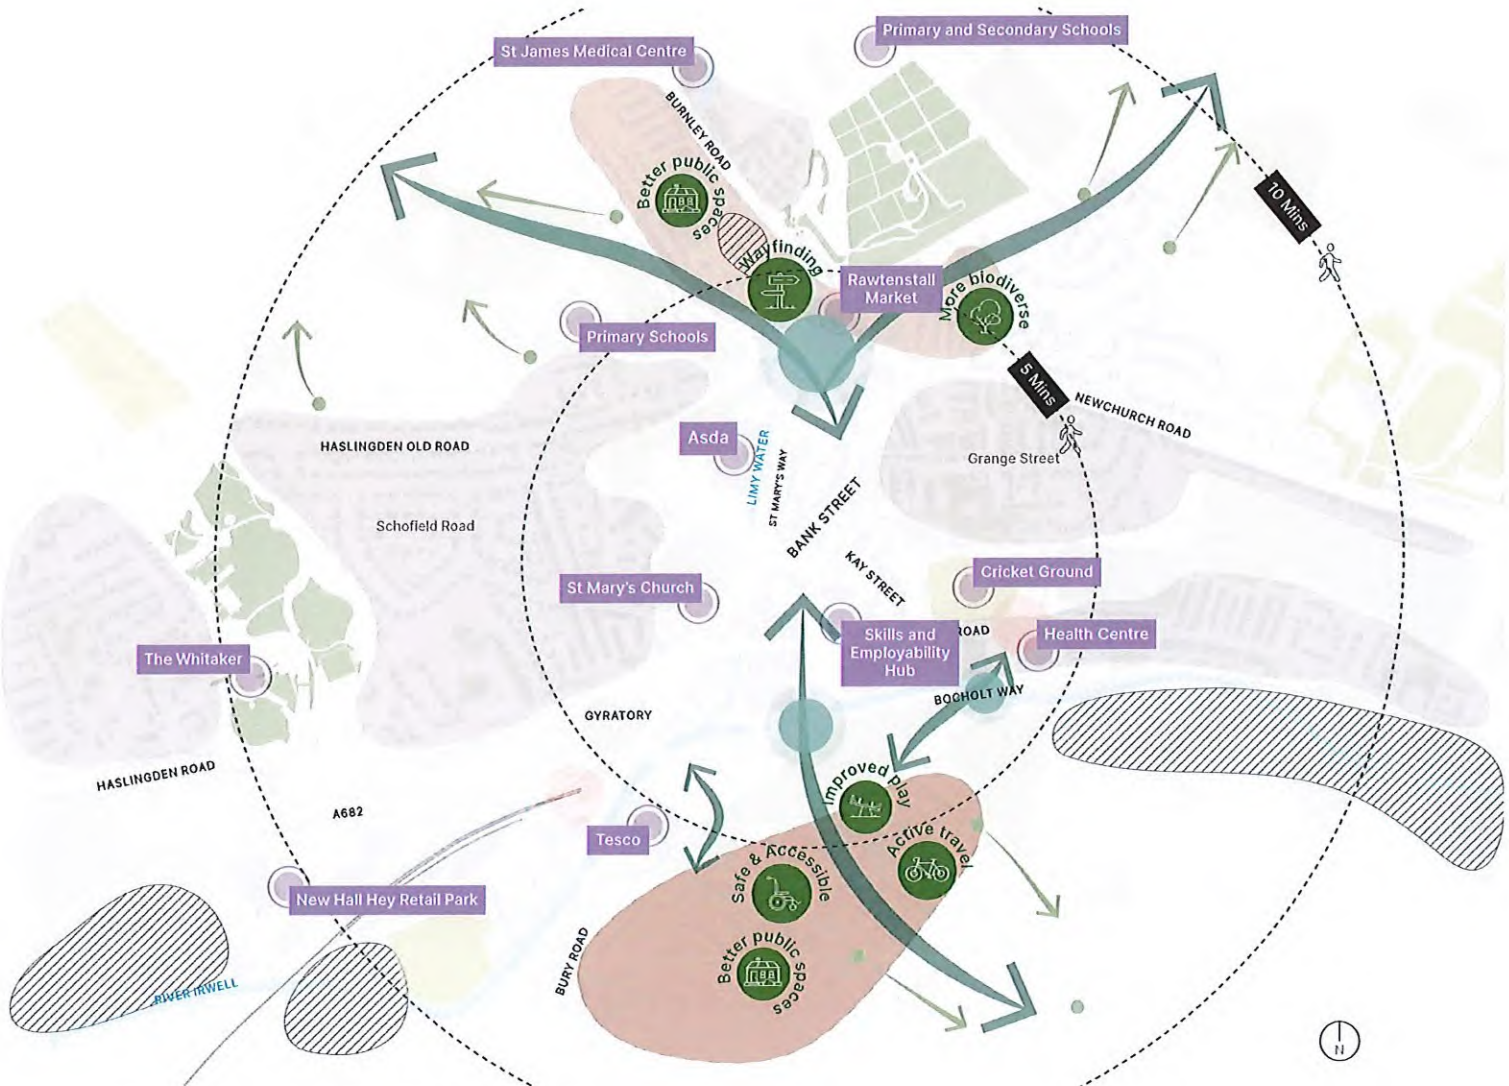 St James Medical Centre
Primary and Secondary Schools
BURNLEY ROAD
Better public spaces
10 Mins
Wayfinding
Rawtenstall
Market
More biodiverse
Primary Schools
5 Mins
NEWCHURCH ROAD
HASLINGDEN OLD ROAD
Asda
LIMY WATER
ST MARY'S WAY
Grange Street
Schofield Road
BANK STREET
KAY STREET
Cricket Ground
St Mary's Church
ROAD
Health Centre
Skills and
Employability
Hub
The Whitaker
BOCHOLT WAY
GYRATORY
HASLINGDEN ROAD
Improved play
A682
Tesco
Active travel
Safe & Accessible
New Hall Hey Retail Park
Better public spaces
BURY ROAD
RIVER IRWELL
N